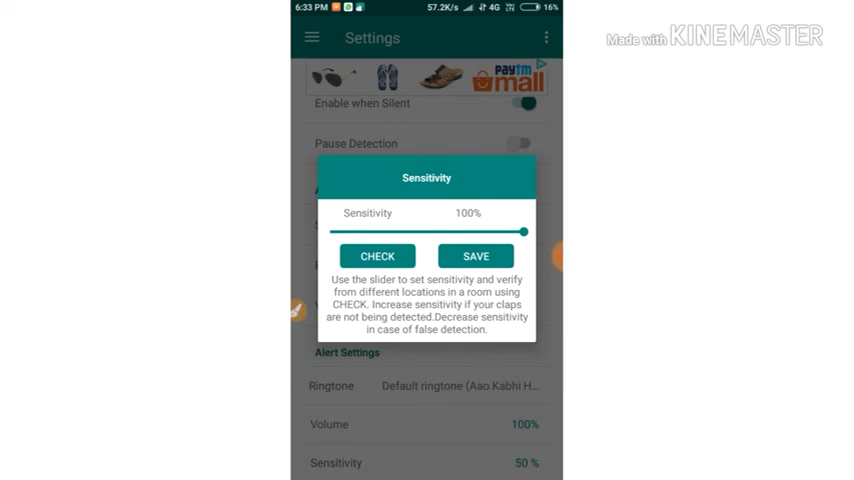 6:33 PM 57.2K/s 4G VoLTE 16%
Made with KINEMASTER
Settings
paytm
mall
Enable when Silent
Pause Detection
Sensitivity
Sensitivity 100%
CHECK SAVE
Use the slider to set sensitivity and verify
from different locations in a room using
CHECK. Increase sensitivity if your claps
are not being detected.Decrease sensitivity
in case of false detection.
Alert Settings
Ringtone Default ringtone (Aao Kabhi H...
Volume 100%
Sensitivity 50 %